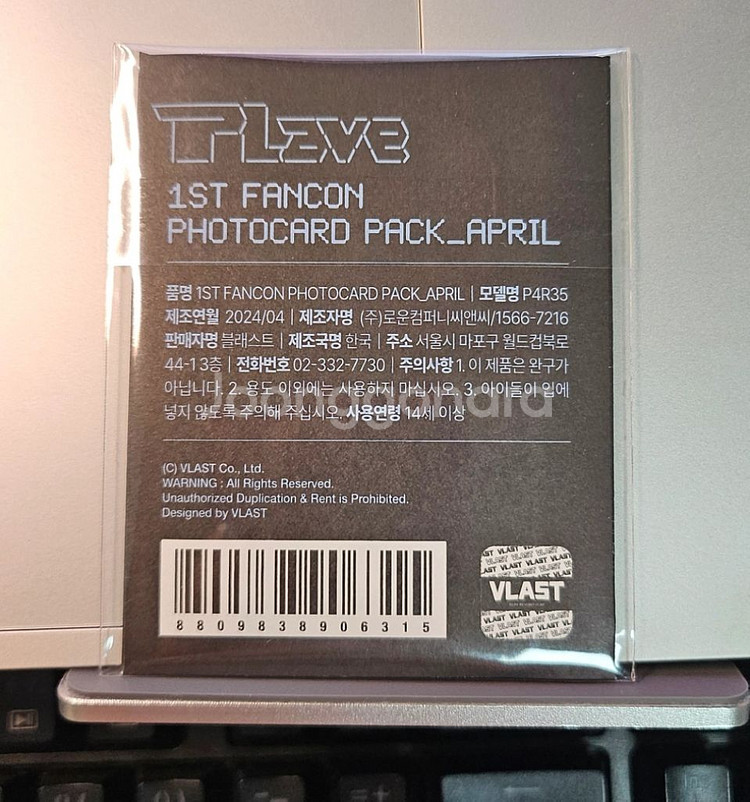 PLAVE
1ST FANCON
PHOTOCARD PACK_APRIL
품명 1ST FANCON PHOTOCARD PACK_APRIL | 모델명 P4R35
제조연월 2024/04 | 제조자명 (주)로운컴퍼니씨앤씨/1566-7216
판매자명 블래스트 | 제조국명 한국 | 주소 서울시 마포구 월드컵북로
44-1 3층 | 전화번호 02-332-7730 | 주의사항 1. 이 제품은 완구가
아닙니다. 2. 용도 이외에는 사용하지 마십시오. 3. 아이들이 입에
넣지 않도록 주의해 주십시오. 사용연령 14세 이상
Joonggonara
(C) VLAST Co., Ltd.
WARNING : All Rights Reserved.
Unauthorized Duplication & Rent is Prohibited.
Designed by VLAST
8809838906315
VLAST